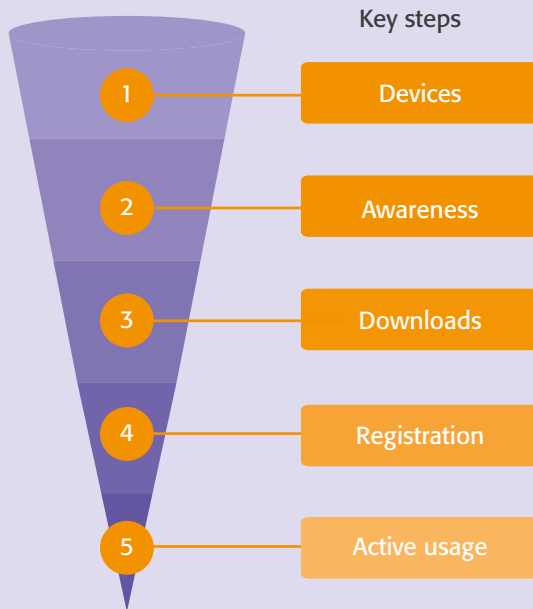 Key steps
1
Devices
2
Awareness
3
Downloads
4
Registration
5
Active usage